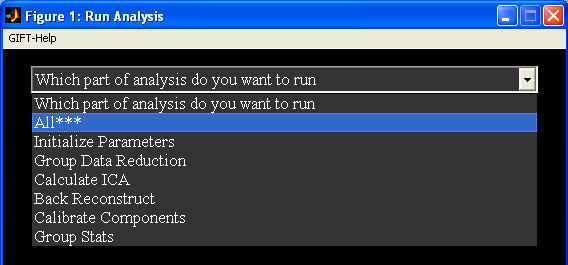 Figure 1: Run Analysis
GIFT-Help
Which part of analysis do you want to run
Which part of analysis do you want to run
All***
Initialize Parameters
Group Data Reduction
Calculate ICA
Back Reconstruct
Calibrate Components
Group Stats